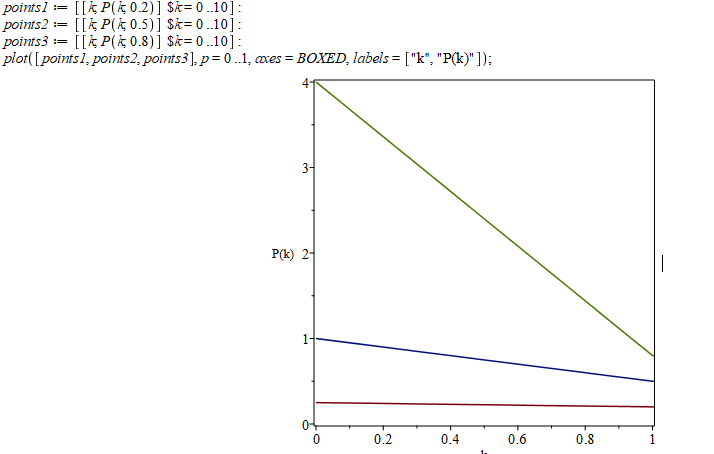 points1 := [[k, P(k, 0.2)] $k = 0 ..10] :
points2 := [[k, P(k, 0.5)] $k = 0 ..10] :
points3 := [[k, P(k, 0.8)] $k = 0 ..10] :
plot([points1, points2, points3], p = 0 ..1, axes = BOXED, labels = ["k", "P(k)"]);
4
3
P(k) 2
1
0
0 0.2 0.4 0.6 0.8 1
k